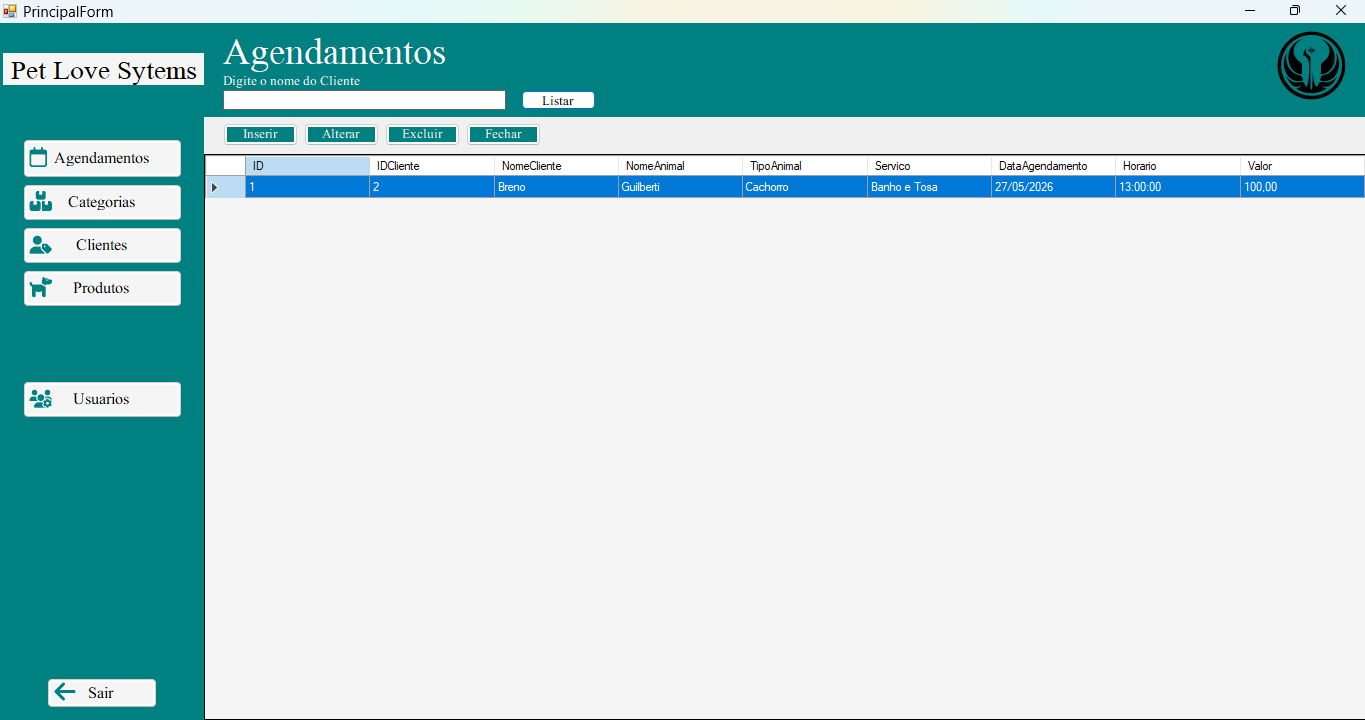 PrincipalForm
Pet Love Sytems
Agendamentos
Digite o nome do Cliente
Listar
Inserir Alterar Excluir Fechar
Agendamentos
Categorias
Clientes
Produtos
Usuarios
Sair
ID IDCliente NomeCliente NomeAnimal TipoAnimal Servico DataAgendamento Horario Valor
1 2 Breno Guilberti Cachorro Banho e Tosa 27/05/2026 13:00:00 100,00